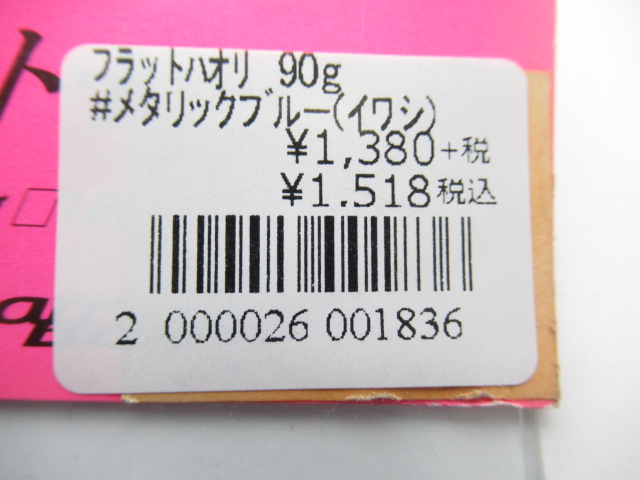 フラットハオリ 90g
#メタリックブルー(イワシ)
¥1,380+税
¥1.518税込
2 000026 001836
ト